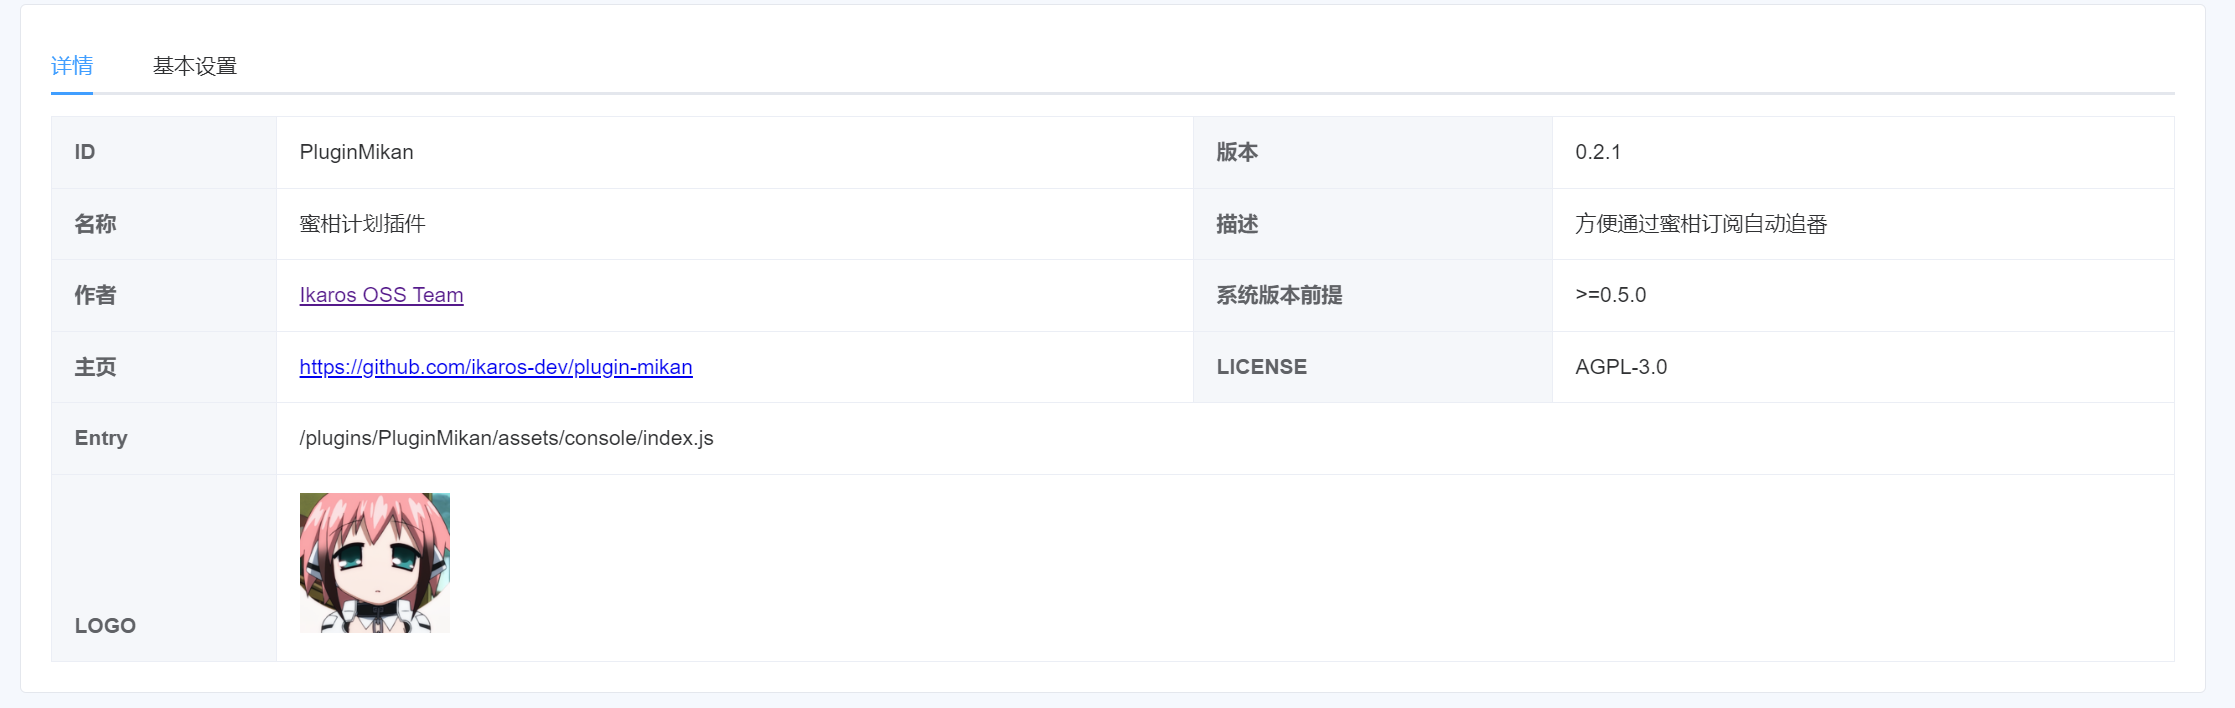 详情 基本设置
ID PluginMikan 版本 0.2.1
名称 蜜柑计划插件 描述 方便通过蜜柑订阅自动追番
作者 Ikaros OSS Team 系统版本前提 >=0.5.0
主页 https://github.com/ikaros-dev/plugin-mikan LICENSE AGPL-3.0
Entry /plugins/PluginMikan/assets/console/index.js
LOGO